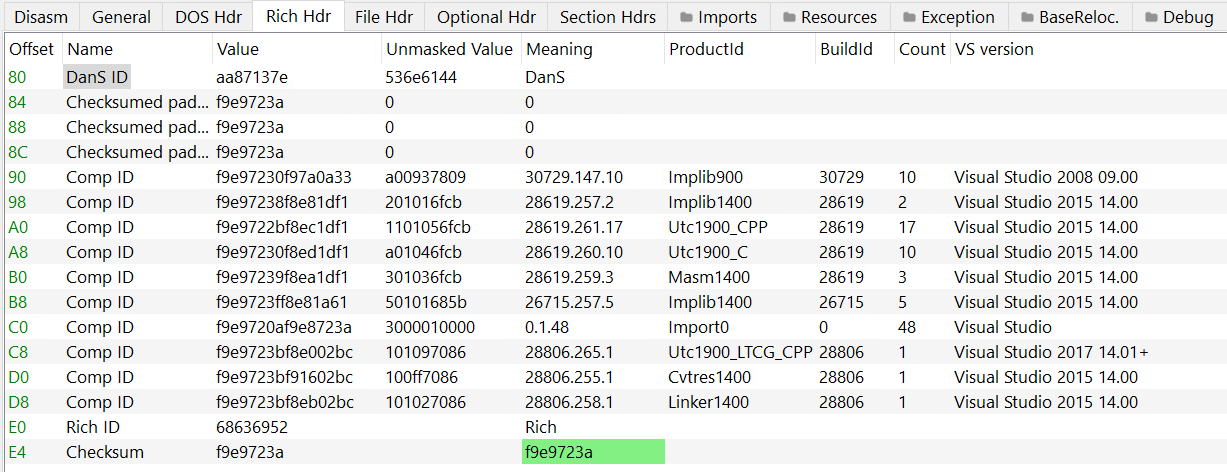 Disasm General DOS Hdr Rich Hdr File Hdr Optional Hdr Section Hdrs Imports Resources Exception BaseReloc. Debug
Offset Name Value Unmasked Value Meaning ProductId BuildId Count VS version
80 DanS ID aa87137e 536e6144 DanS
84 Checksumed pad... f9e9723a 0 0
88 Checksumed pad... f9e9723a 0 0
8C Checksumed pad... f9e9723a 0 0
90 Comp ID f9e97230f97a0a33 a00937809 30729.147.10 Implib900 30729 10 Visual Studio 2008 09.00
98 Comp ID f9e97238f8e81df1 201016fcb 28619.257.2 Implib1400 28619 2 Visual Studio 2015 14.00
A0 Comp ID f9e9722bf8ec1df1 1101056fcb 28619.261.17 Utc1900_CPP 28619 17 Visual Studio 2015 14.00
A8 Comp ID f9e97230f8ed1df1 a01046fcb 28619.260.10 Utc1900_C 28619 10 Visual Studio 2015 14.00
B0 Comp ID f9e97239f8ea1df1 301036fcb 28619.259.3 Masm1400 28619 3 Visual Studio 2015 14.00
B8 Comp ID f9e9723ff8e81a61 50101685b 26715.257.5 Implib1400 26715 5 Visual Studio 2015 14.00
C0 Comp ID f9e9720af9e8723a 3000010000 0.1.48 Import0 0 48 Visual Studio
C8 Comp ID f9e9723bf8e002bc 101097086 28806.265.1 Utc1900_LTCG_CPP 28806 1 Visual Studio 2017 14.01+
D0 Comp ID f9e9723bf91602bc 100ff7086 28806.255.1 Cvtres1400 28806 1 Visual Studio 2015 14.00
D8 Comp ID f9e9723bf8eb02bc 101027086 28806.258.1 Linker1400 28806 1 Visual Studio 2015 14.00
E0 Rich ID 68636952 Rich
E4 Checksum f9e9723a f9e9723a